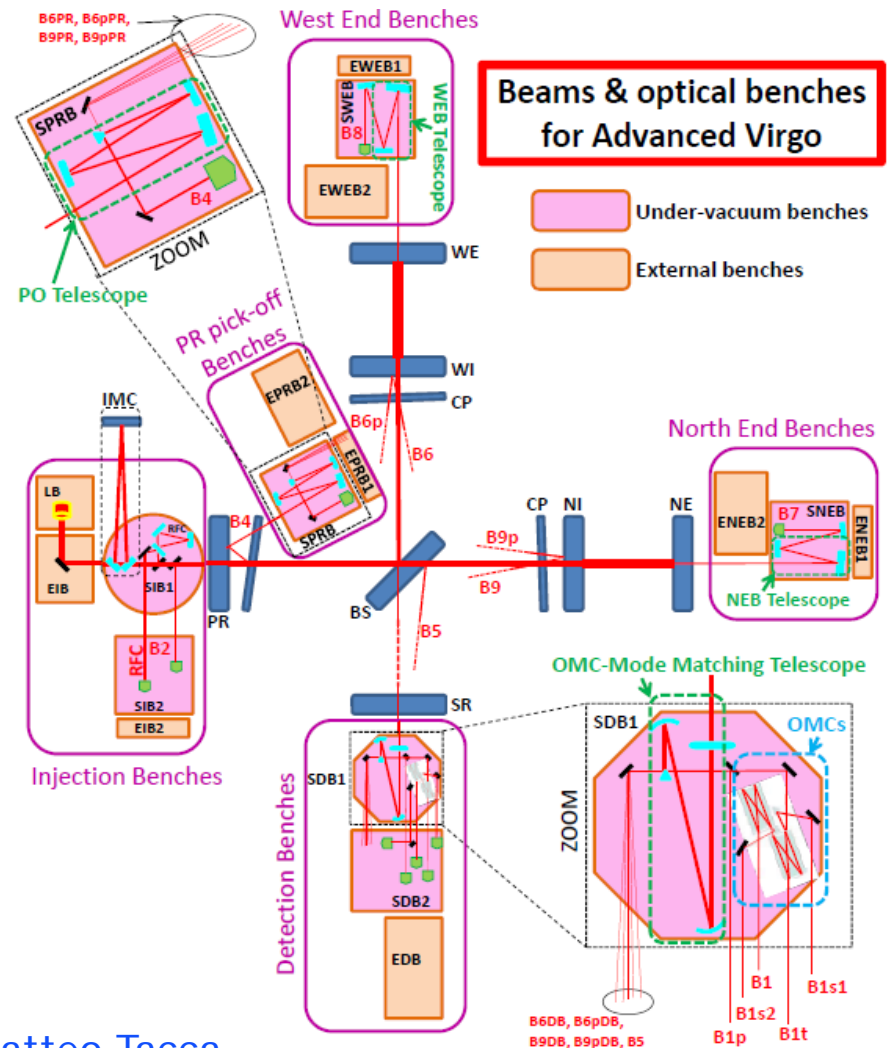 B6PR, B6pPR,
B9PR, B9pPR
West End Benches
EWEB1
SWEB
B8
WEB Telescope
EWEB2
Beams & optical benches
for Advanced Virgo
Under-vacuum benches
External benches
SPRB
B4
ZOOM
PO Telescope
WE
WI
CP
PR pick-off
Benches
EPRB2
EPRB1
SPRB
B6p
B6
IMC
LB
EIB
RFC
SIB1
RFC
B2
SIB2
EIB2
Injection Benches
B4
PR
BS
B5
B9p
B9
CP
NI
NE
North End Benches
ENEB2
B7
SNEB
ENEB1
NEB Telescope
SR
SDB1
SDB2
EDB
Detection Benches
OMC-Mode Matching Telescope
SDB1
OMCs
ZOOM
B1
B1s1
B1s2
B1p
B1t
B6DB, B6pDB,
B9DB, B9pDB, B5
atteo Tacca